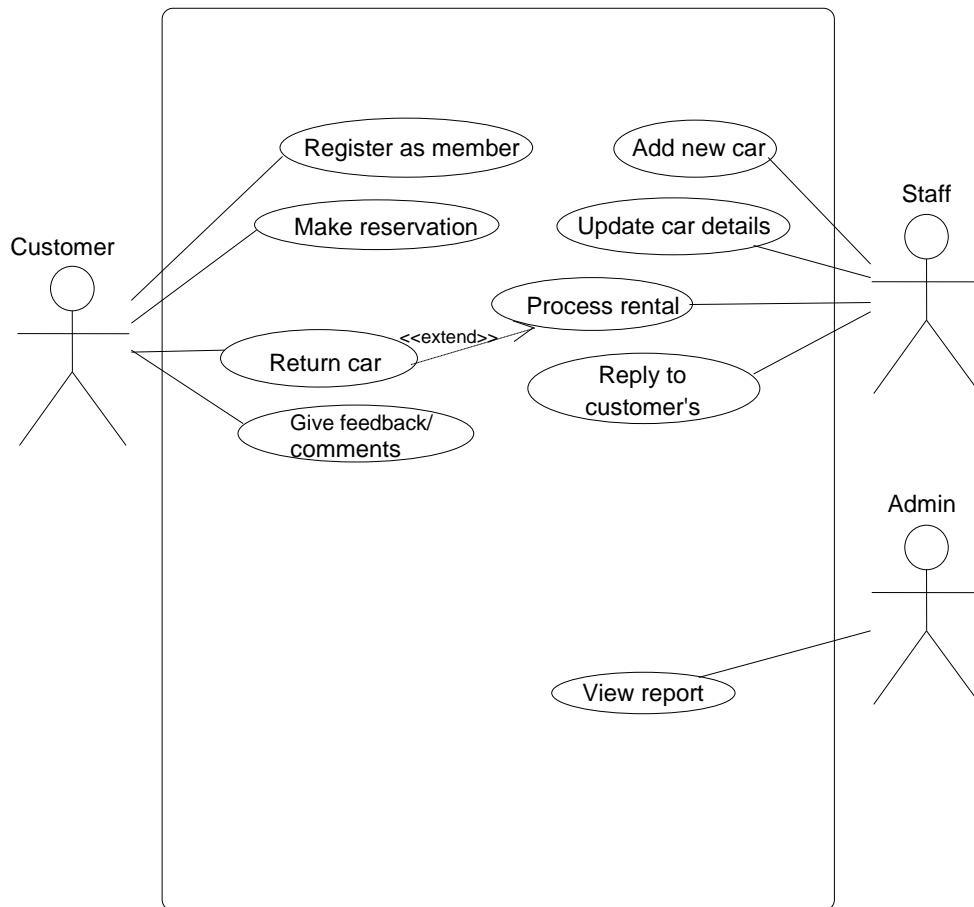 Register as member
Add new car
Staff
Make reservation
Update car details
Customer
Process rental
<<extend>>
Return car
Reply to
customer's
Give feedback/
comments
Admin
View report